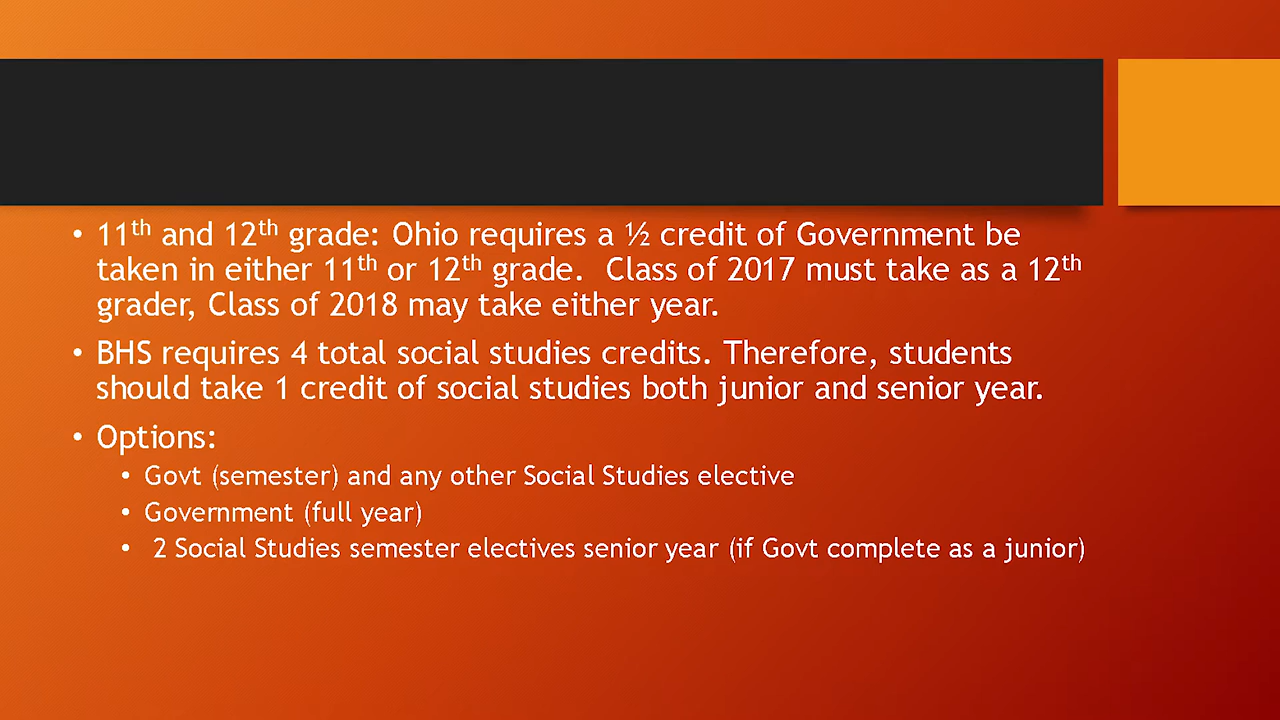 • 11th and 12th grade: Ohio requires a ½ credit of Government be
taken in either 11th or 12th grade.  Class of 2017 must take as a 12th
grader, Class of 2018 may take either year.
• BHS requires 4 total social studies credits. Therefore, students
should take 1 credit of social studies both junior and senior year.
• Options:
• Govt (semester) and any other Social Studies elective
• Government (full year)
• 2 Social Studies semester electives senior year (if Govt complete as a junior)